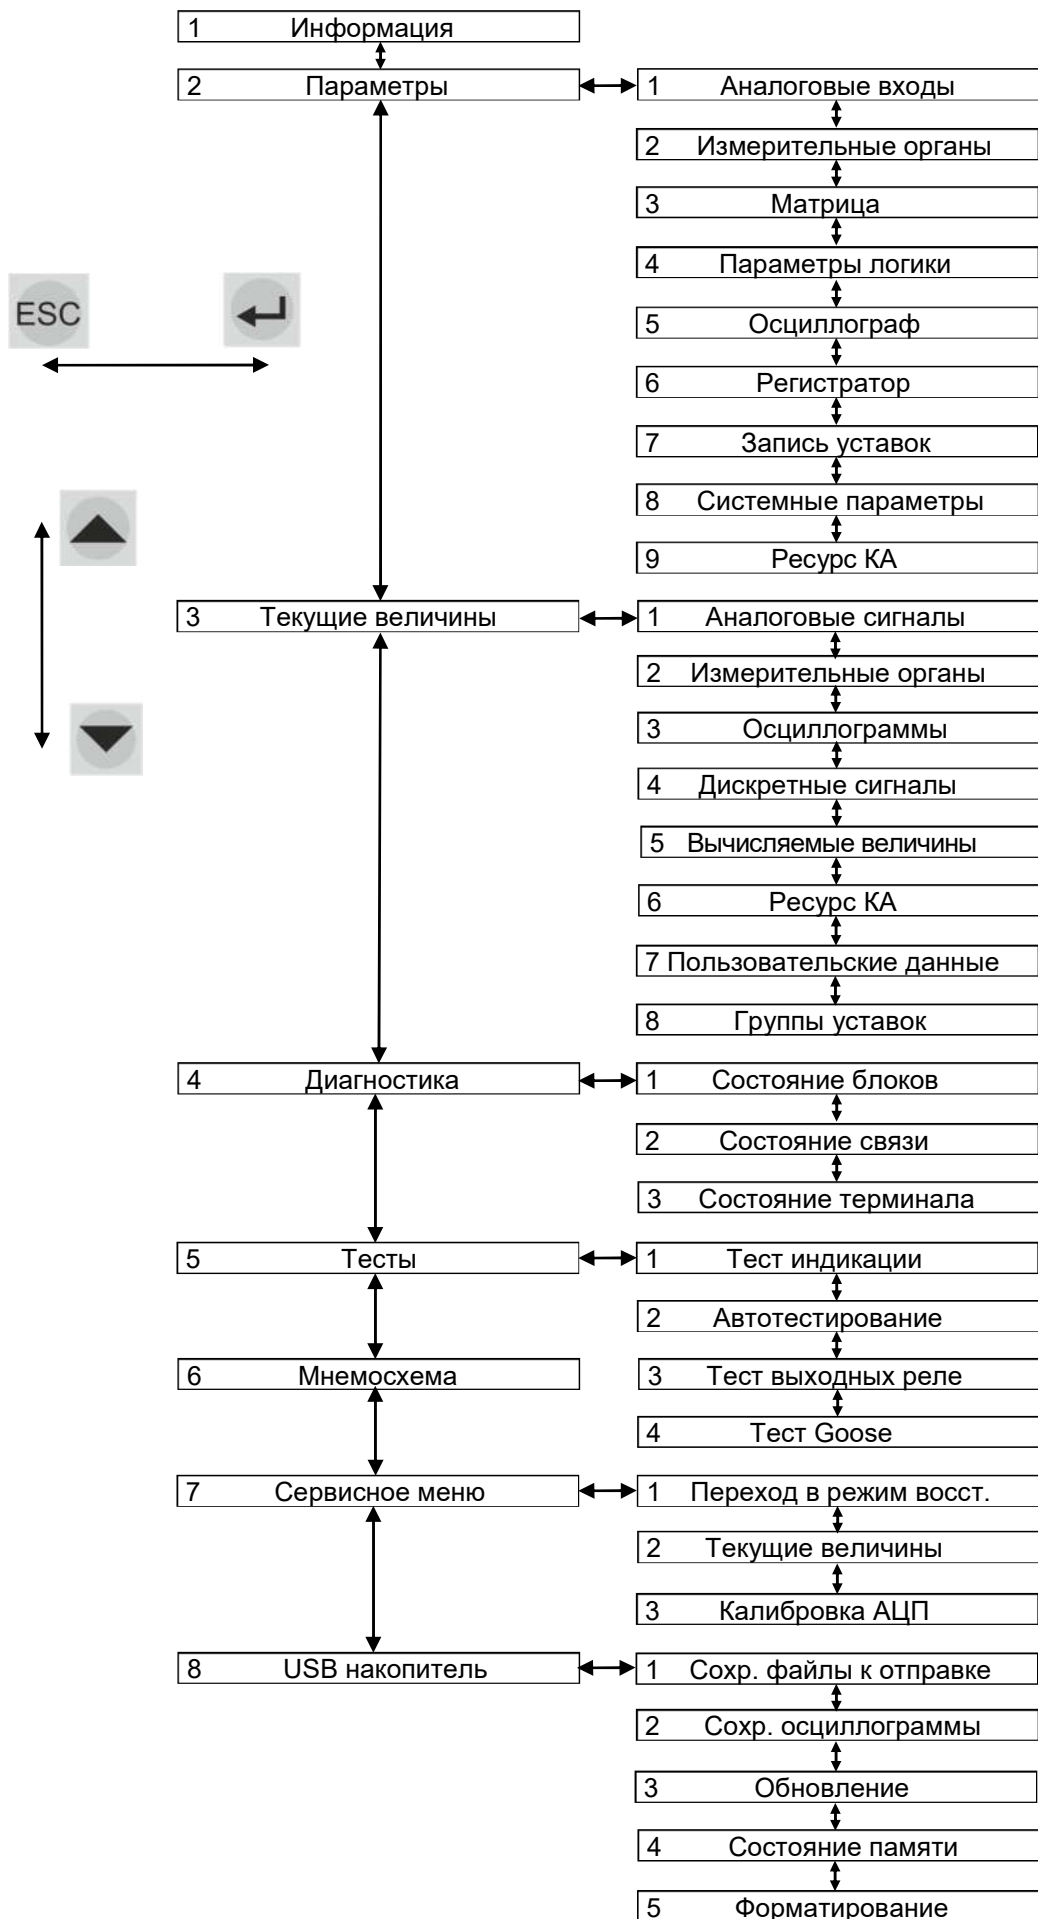 1 Информация
2 Параметры
1 Аналоговые входы
2 Измерительные органы
3 Матрица
4 Параметры логики
ESC
5 Осциллограф
6 Регистратор
7 Запись уставок
8 Системные параметры
9 Ресурс КА
3 Текущие величины
1 Аналоговые сигналы
2 Измерительные органы
3 Осциллограммы
4 Дискретные сигналы
5 Вычисляемые величины
6 Ресурс КА
7 Пользовательские данные
8 Группы уставок
4 Диагностика
1 Состояние блоков
2 Состояние связи
3 Состояние терминала
5 Тесты
1 Тест индикации
2 Автотестирование
6 Мнемосхема
3 Тест выходных реле
4 Тест Goose
7 Сервисное меню
1 Переход в режим восст.
2 Текущие величины
3 Калибровка АЦП
8 USB накопитель
1 Сохр. файлы к отправке
2 Сохр. осциллограммы
3 Обновление
4 Состояние памяти
5 Форматирование